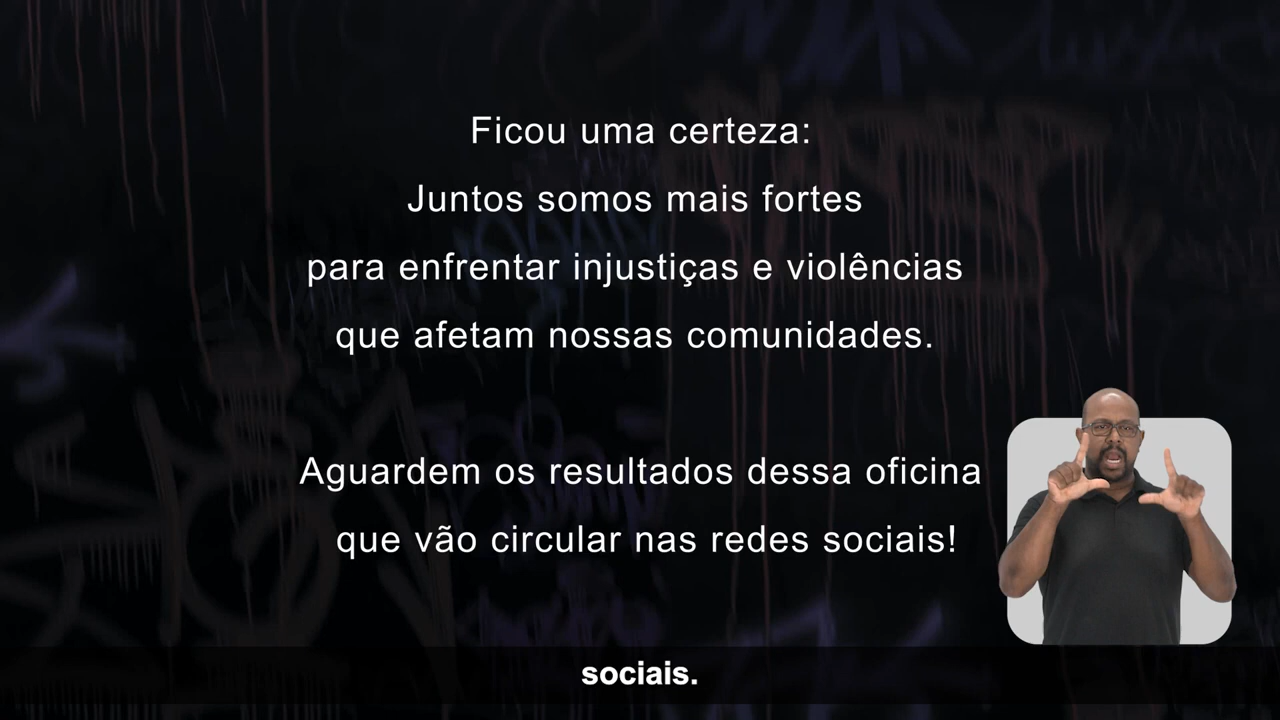 Ficou uma certeza:
Juntos somos mais fortes
para enfrentar injustiças e violências
que afetam nossas comunidades.
Aguardem os resultados dessa oficina
que vão circular nas redes sociais!
sociais.